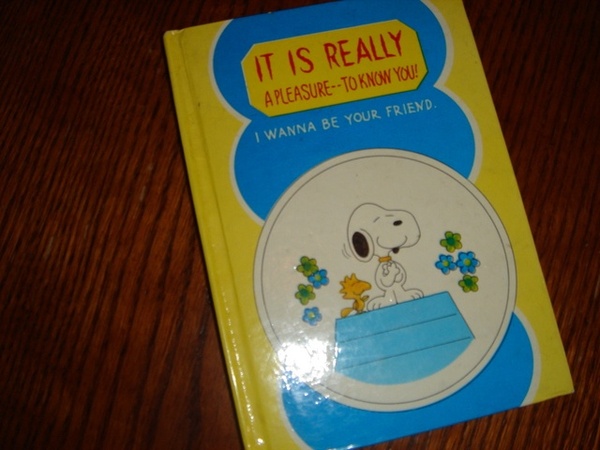 IT IS REALLY
A PLEASURE--TO KNOW YOU!
I WANNA BE YOUR FRIEND.